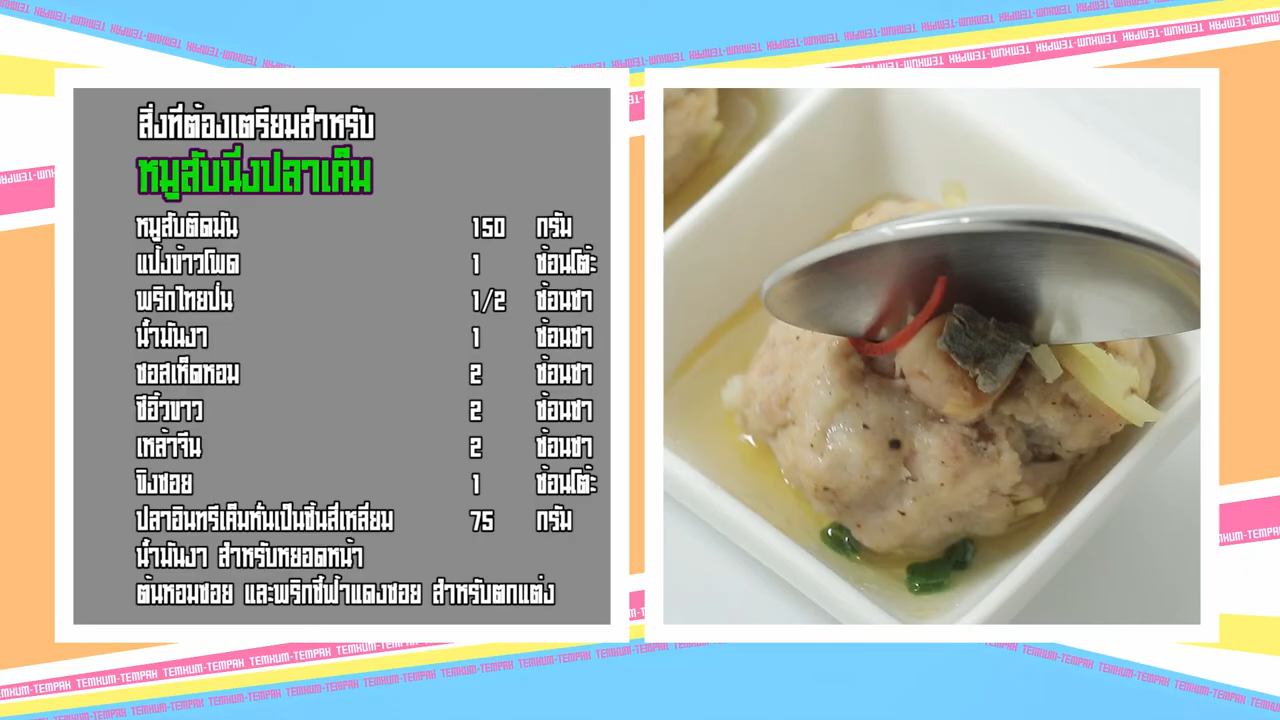 สิ่งที่ต้องเตรียมสำหรับ
หมูสับนึ่งปลาเค็ม
หมูสับติดมัน 150 กรัม
แป้งข้าวโพด 1 ช้อนโต๊ะ
พริกไทยป่น 1/2 ช้อนชา
น้ำมันงา 1 ช้อนชา
ซอสเห็ดหอม 2 ช้อนชา
ซีอิ๊วขาว 2 ช้อนชา
เหล้าจีน 2 ช้อนชา
ขิงซอย 1 ช้อนโต๊ะ
ปลาอินทรีเค็มหั่นเป็นชิ้นสี่เหลี่ยม 75 กรัม
น้ำมันงา สำหรับหยอดหน้า
ต้นหอมซอย และพริกชี้ฟ้าแดงซอย สำหรับตกแต่ง
TEMKUM-TEMPAK TEMKUM-TEMPAK TEMKUM-TEMPAK TEMKUM-TEMPAK